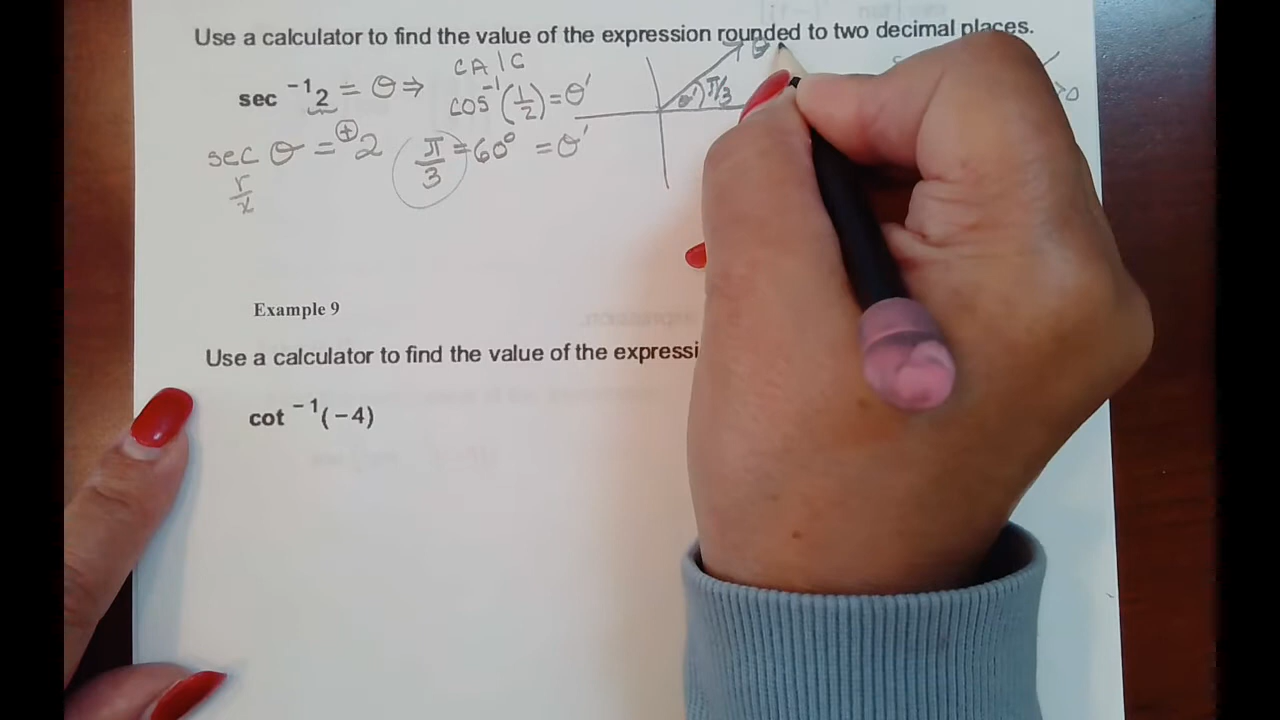 Use a calculator to find the value of the expression rounded to two decimal places.
sec ⁻¹2 = θ ⇒
CALC
cos⁻¹(1/2) = θ'
θ' π/3
θ
>0
sec θ = ⊕2
π/3 = 60° = θ'
r/x
Example 9
Use a calculator to find the value of the expressi
cot ⁻¹(−4)